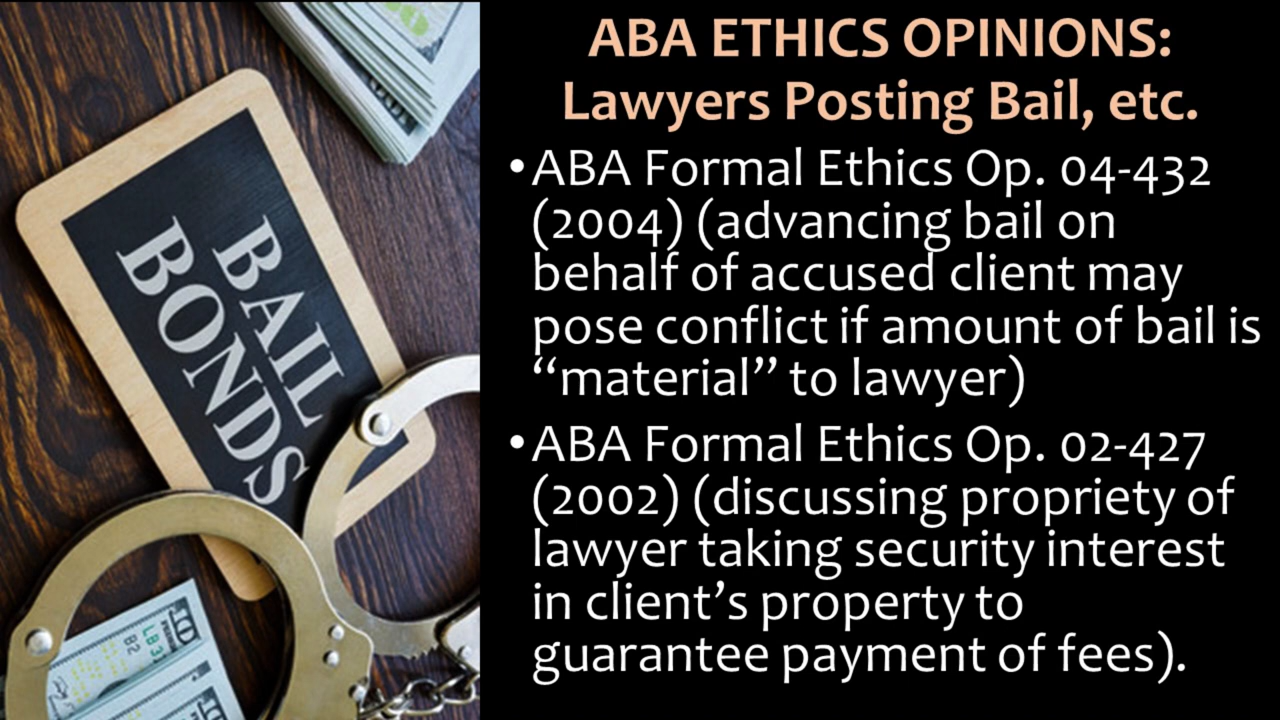 ABA ETHICS OPINIONS:
Lawyers Posting Bail, etc.
•ABA Formal Ethics Op. 04-432
(2004) (advancing bail on
behalf of accused client may
pose conflict if amount of bail is
“material” to lawyer)
•ABA Formal Ethics Op. 02-427
(2002) (discussing propriety of
lawyer taking security interest
in client’s property to
guarantee payment of fees).
BAIL
BONDS